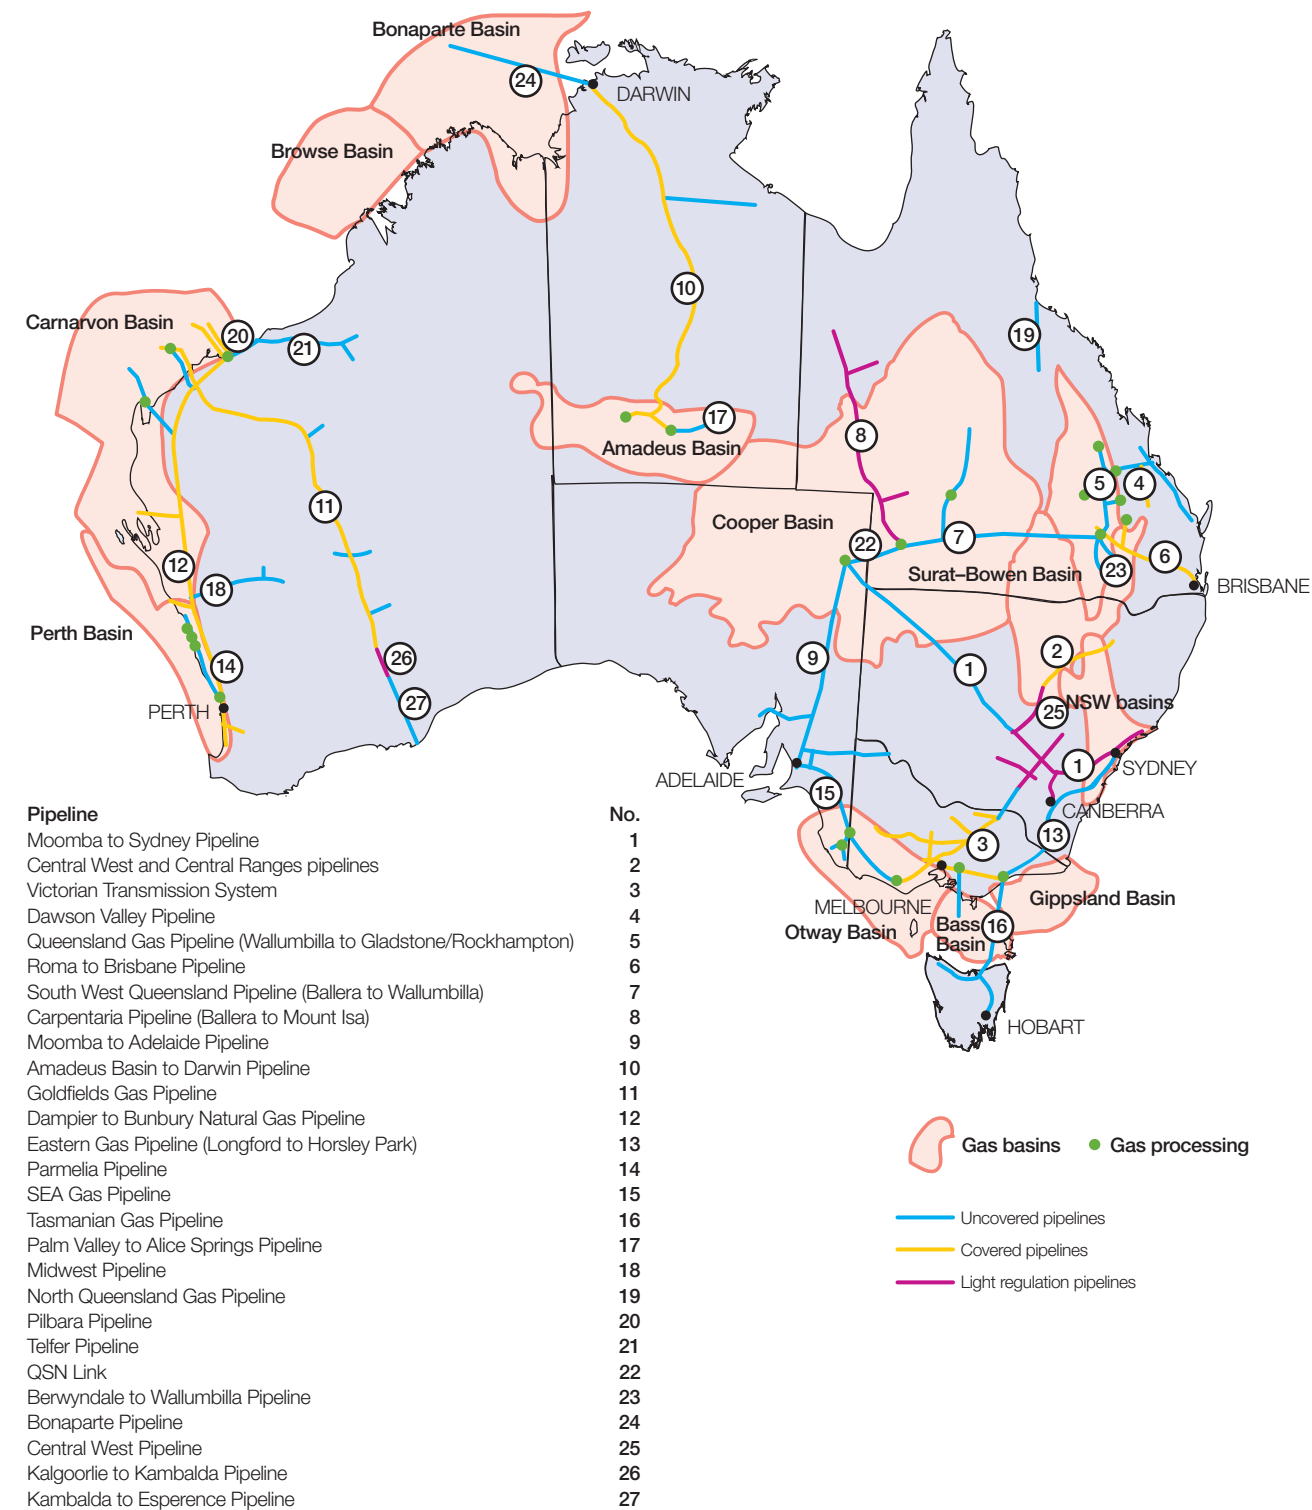 Bonaparte Basin
24
DARWIN
Browse Basin
10
Carnarvon Basin
20
21
19
17
8
Amadeus Basin
5
4
11
Cooper Basin
22
7
12
6
Surat–Bowen Basin
23
18
BRISBANE
Perth Basin
9
2
26
14
1
27
25
NSW basins
PERTH
1
SYDNEY
ADELAIDE
15
CANBERRA
13
3
MELBOURNE
Gippsland Basin
Otway Basin
Bass
Basin
16
HOBART
Pipeline No.
Moomba to Sydney Pipeline 1
Central West and Central Ranges pipelines 2
Victorian Transmission System 3
Dawson Valley Pipeline 4
Queensland Gas Pipeline (Wallumbilla to Gladstone/Rockhampton) 5
Roma to Brisbane Pipeline 6
South West Queensland Pipeline (Ballera to Wallumbilla) 7
Carpentaria Pipeline (Ballera to Mount Isa) 8
Moomba to Adelaide Pipeline 9
Amadeus Basin to Darwin Pipeline 10
Goldfields Gas Pipeline 11
Dampier to Bunbury Natural Gas Pipeline 12
Eastern Gas Pipeline (Longford to Horsley Park) 13
Parmelia Pipeline 14
SEA Gas Pipeline 15
Tasmanian Gas Pipeline 16
Palm Valley to Alice Springs Pipeline 17
Midwest Pipeline 18
North Queensland Gas Pipeline 19
Pilbara Pipeline 20
Telfer Pipeline 21
QSN Link 22
Berwyndale to Wallumbilla Pipeline 23
Bonaparte Pipeline 24
Central West Pipeline 25
Kalgoorlie to Kambalda Pipeline 26
Kambalda to Esperence Pipeline 27
Gas basins
Gas processing
Uncovered pipelines
Covered pipelines
Light regulation pipelines